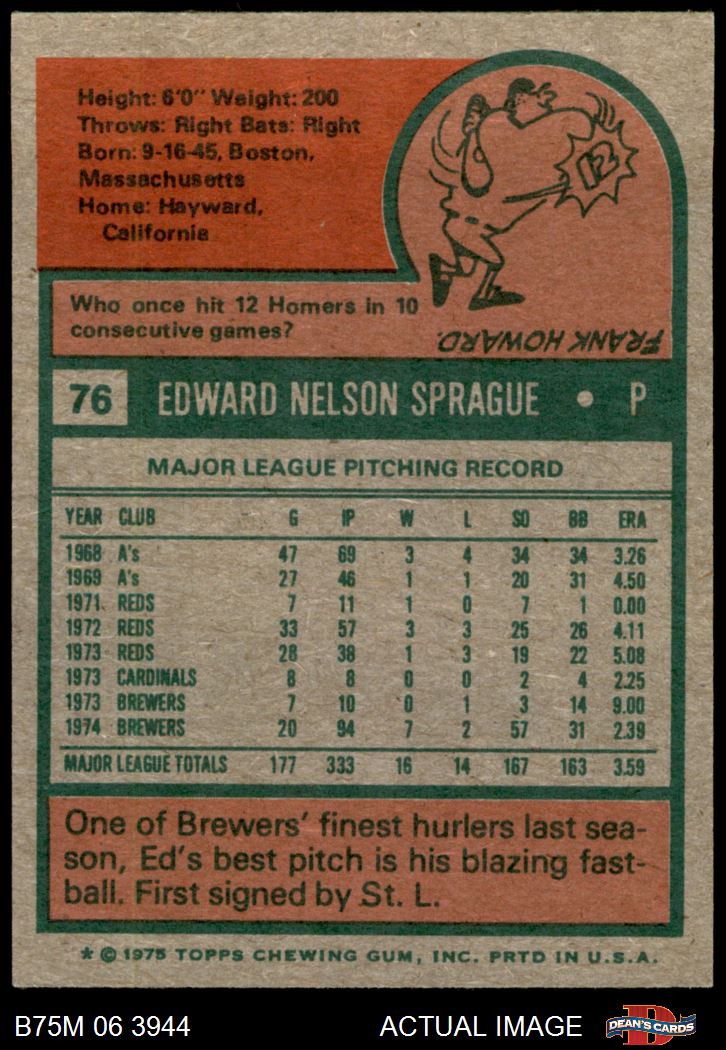 Height: 6'0" Weight: 200
Throws: Right Bats: Right
Born: 9-16-45, Boston,
Massachusetts
Home: Hayward,
California
12
Who once hit 12 Homers in 10
consecutive games?
FRANK HOWARD.
76 EDWARD NELSON SPRAGUE • P
MAJOR LEAGUE PITCHING RECORD
YEAR CLUB G IP W L SO BB ERA
1968 A's 47 69 3 4 34 34 3.26
1969 A's 27 46 1 1 20 31 4.50
1971 REDS 7 11 1 0 7 1 0.00
1972 REDS 33 57 3 3 25 26 4.11
1973 REDS 28 38 1 3 19 22 5.08
1973 CARDINALS 8 8 0 0 2 4 2.25
1973 BREWERS 7 10 0 1 3 14 9.00
1974 BREWERS 20 94 7 2 57 31 2.39
MAJOR LEAGUE TOTALS 177 333 16 14 167 163 3.59
One of Brewers' finest hurlers last sea-
son, Ed's best pitch is his blazing fast-
ball. First signed by St. L.
* © 1975 TOPPS CHEWING GUM, INC. PRTD IN U.S.A.
B75M 06 3944 ACTUAL IMAGE DEAN'S CARDS